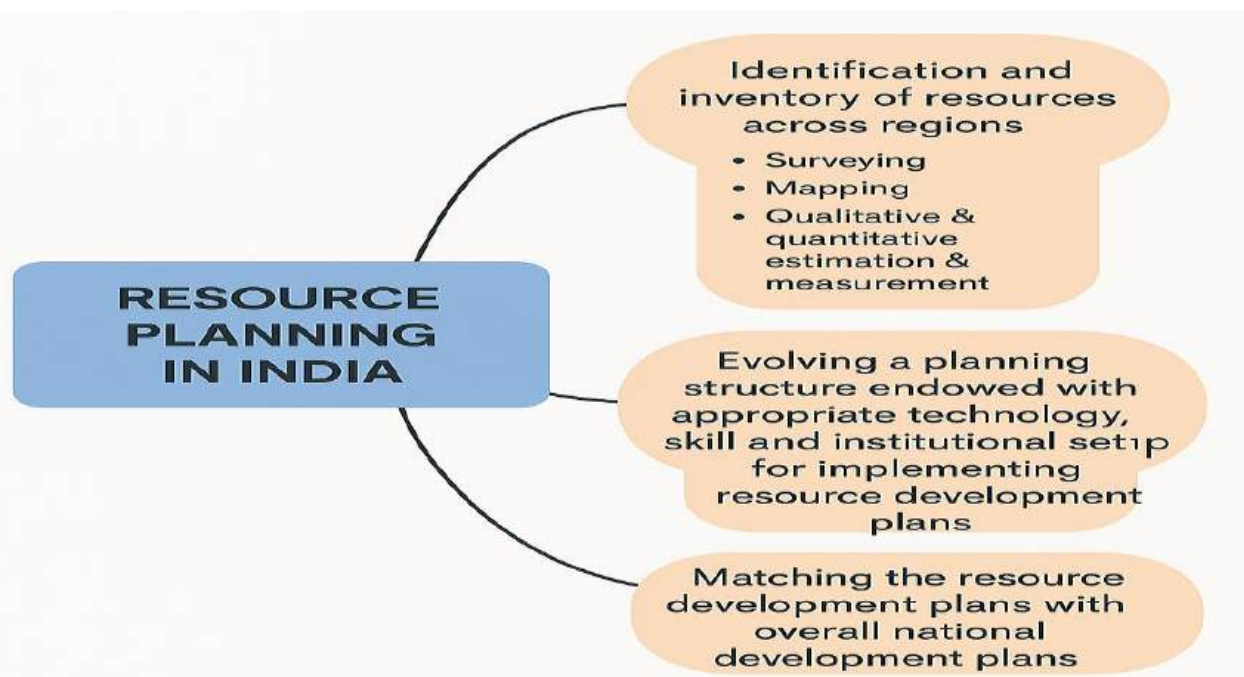 RESOURCE
PLANNING
IN INDIA
Identification and
inventory of resources
across regions
• Surveying
• Mapping
• Qualitative &
quantitative
estimation &
measurement
Evolving a planning
structure endowed with
appropriate technology,
skill and institutional setıp
for implementing
resource development
plans
Matching the resource
development plans with
overall national
development plans